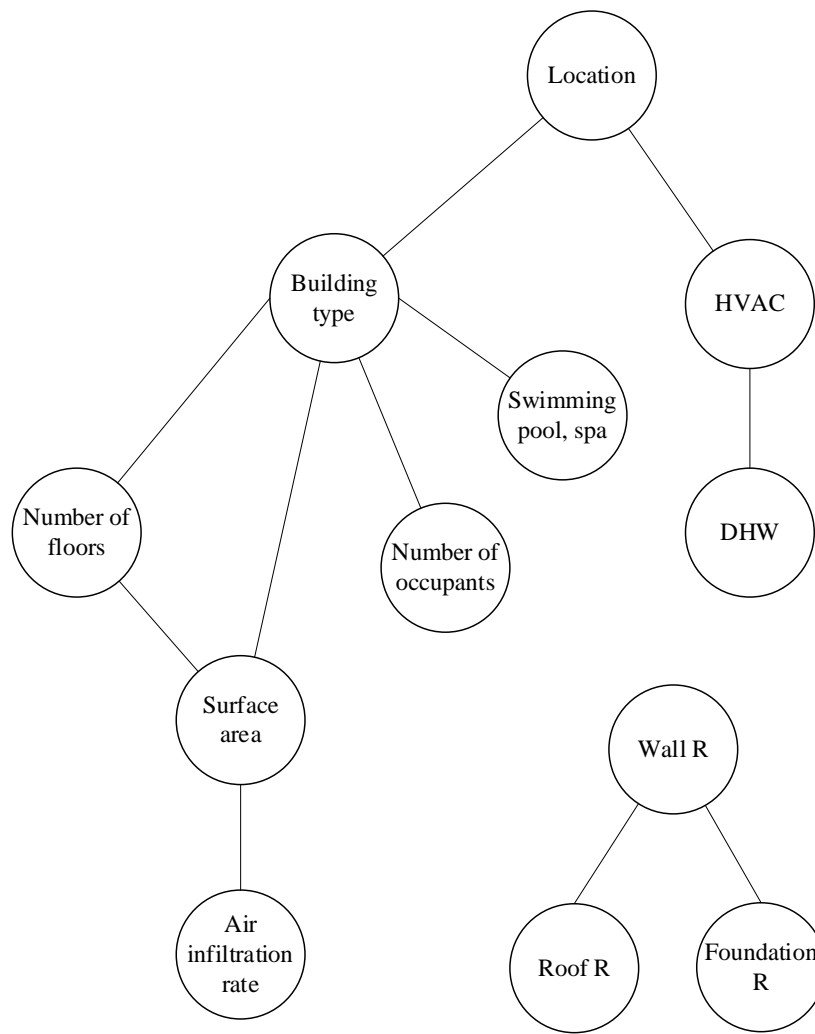 Location
Building
type
HVAC
Swimming
pool, spa
Number of
floors
Number of
occupants
DHW
Surface
area
Wall R
Air
infiltration
rate
Roof R
Foundation
R